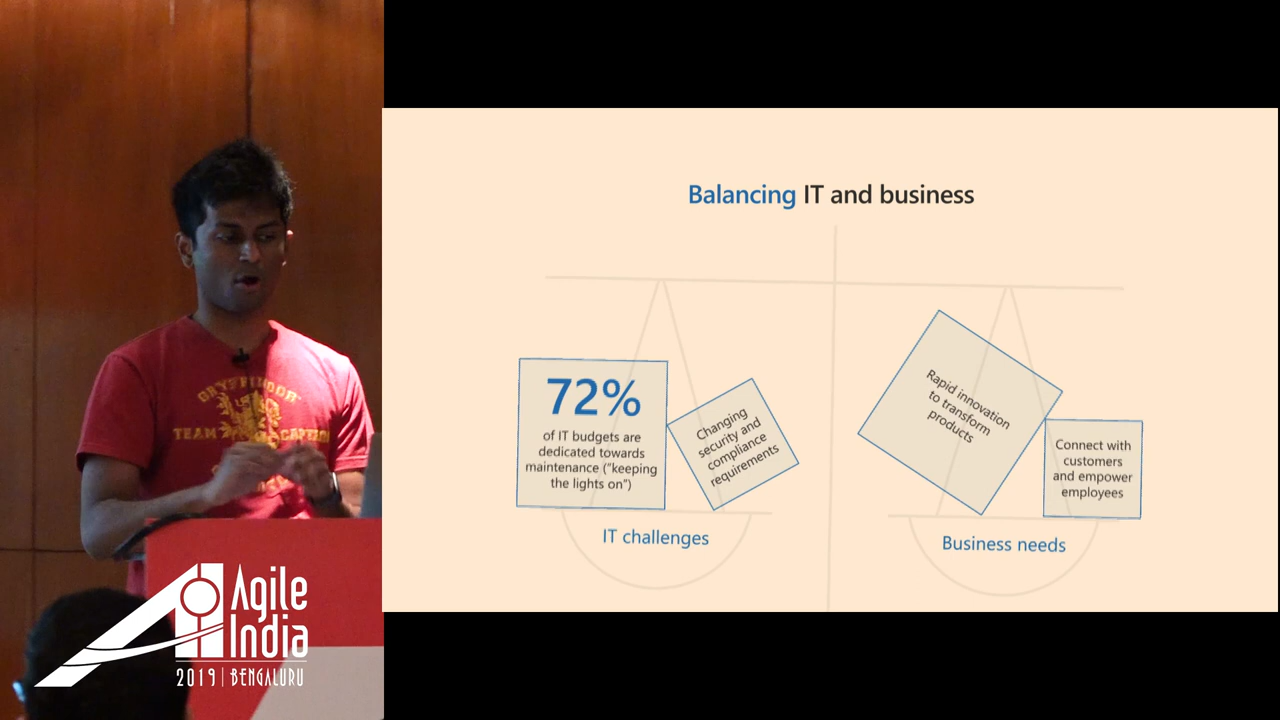 Balancing IT and business
72%
of IT budgets are
dedicated towards
maintenance ("keeping
the lights on")
Changing
security and
compliance
requirements
IT challenges
Rapid innovation
to transform
products
Connect with
customers
and empower
employees
Business needs
GRYFFINDOR
TEAM CAPTAIN
Agile
India
2019 | BENGALURU